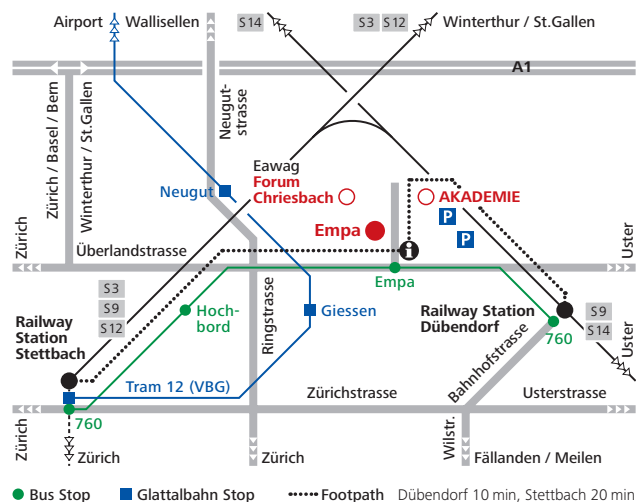 Airport
Wallisellen
S14
S3
S12
Winterthur / St.Gallen
A1
Zürich / Basel / Bern
Winterthur / St.Gallen
Neugut-
strasse
Eawag
Forum
Chriesbach
Neugut
AKADEMIE
P
P
Empa
i
Zürich
Überlandstrasse
Uster
Empa
S3
S9
S12
Hoch-
bord
Ringstrasse
Giessen
Railway Station
Dübendorf
S9
S14
Uster
760
Bahnhofstrasse
Railway
Station
Stettbach
Tram 12 (VBG)
Zürichstrasse
Usterstrasse
760
Zürich
Zürich
Zürich
Wilstr.
Fällanden / Meilen
Bus Stop
Glattalbahn Stop
Footpath
Dübendorf 10 min, Stettbach 20 min